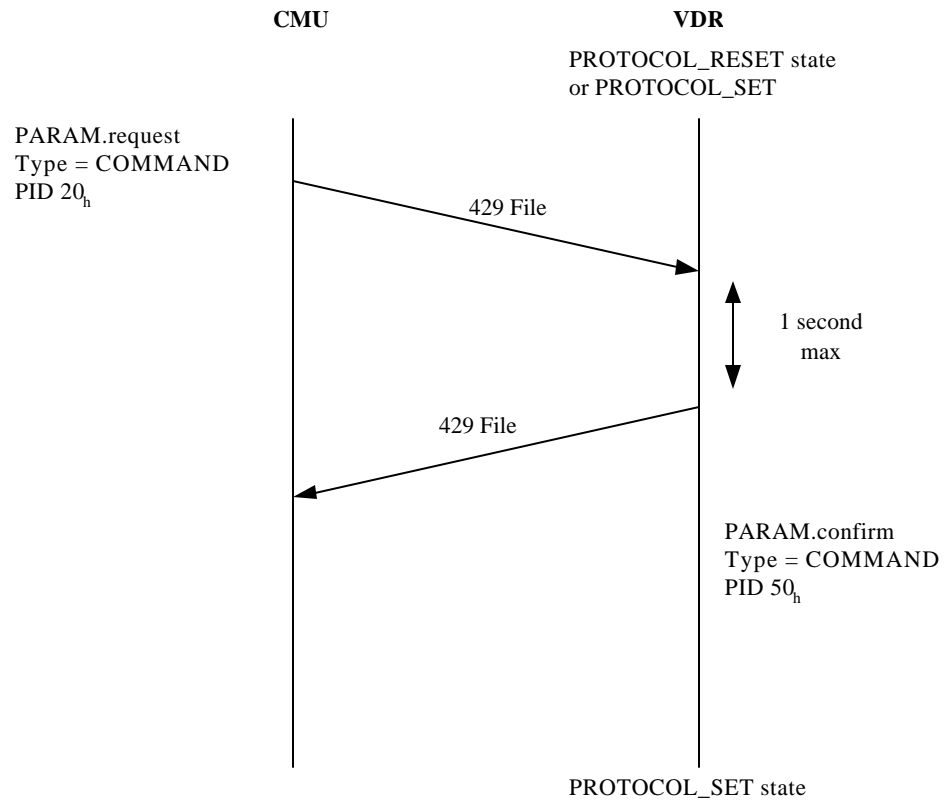 CMU
VDR
PROTOCOL_RESET state
or PROTOCOL_SET
PARAM.request
Type = COMMAND
PID 20h
429 File
1 second
max
429 File
PARAM.confirm
Type = COMMAND
PID 50h
PROTOCOL_SET state